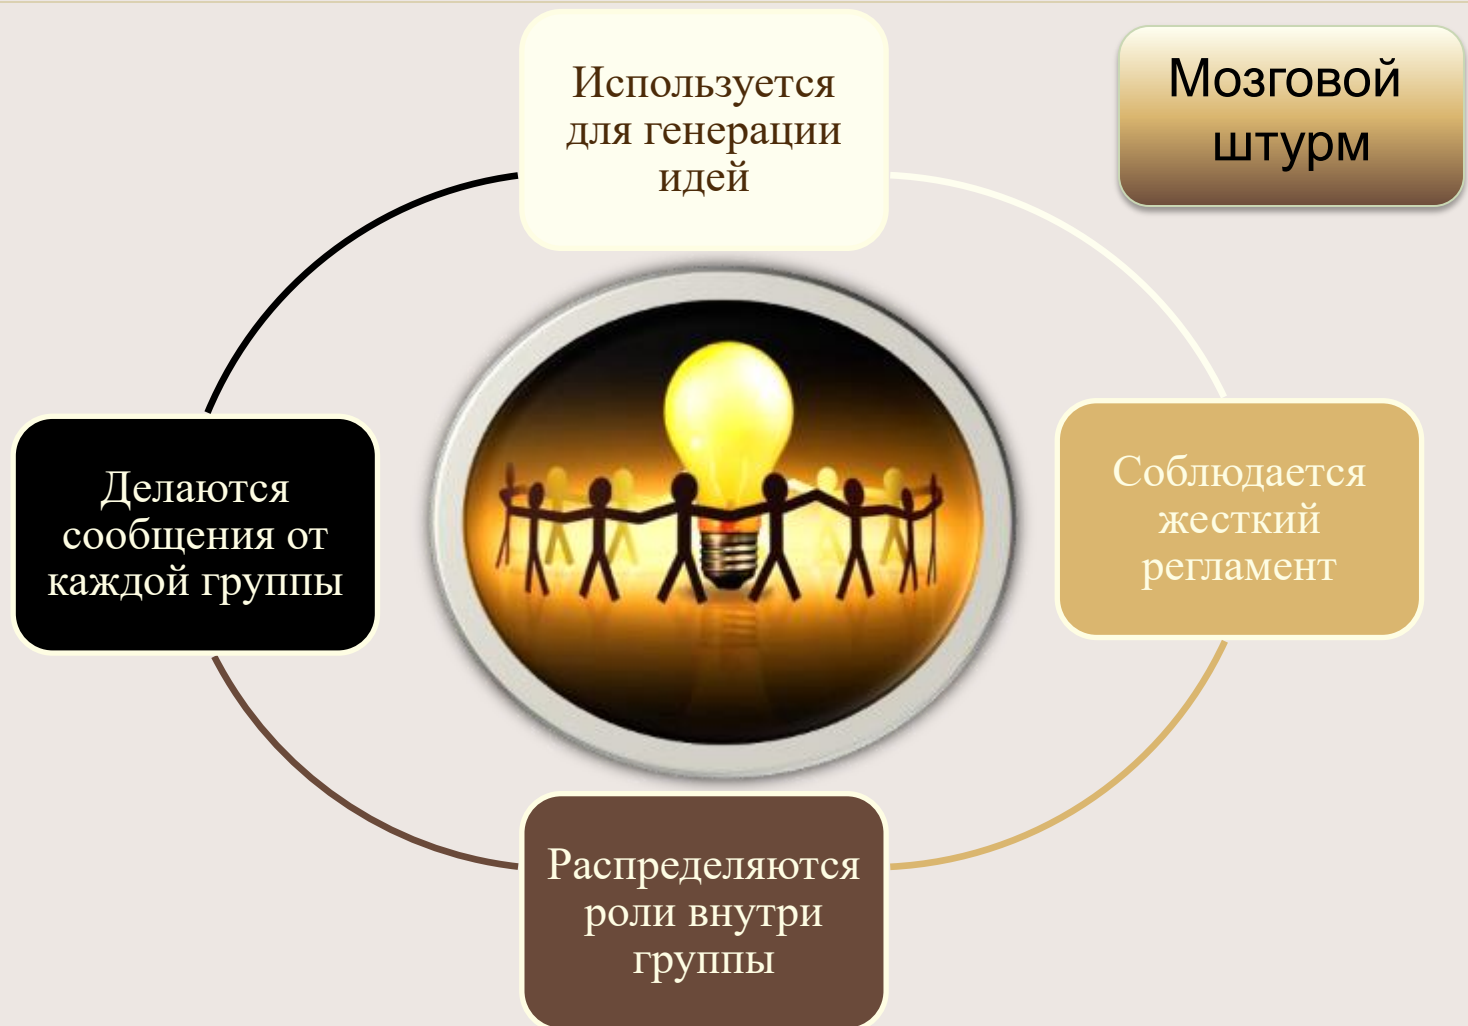 Мозговой
штурм
Используется
для генерации
идей
Соблюдается
жесткий
регламент
Распределяются
роли внутри
группы
Делаются
сообщения от
каждой группы